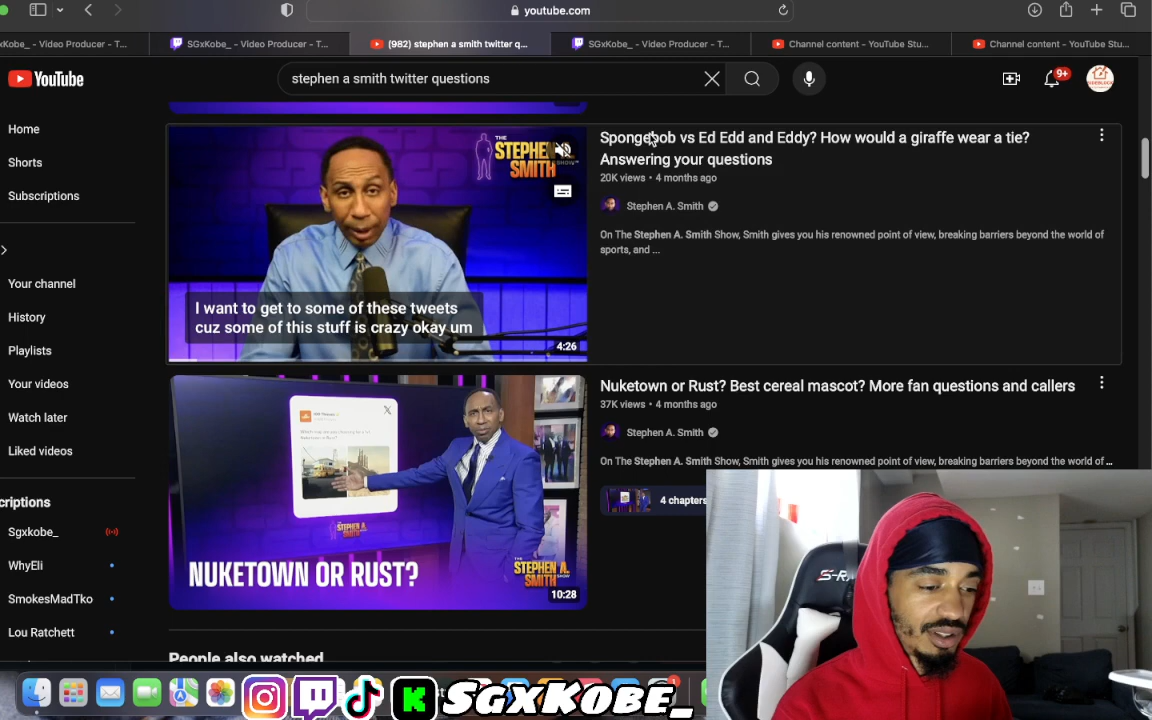 youtube.com
xKobe_ - Video Producer - T...
SGxKobe_ - Video Producer - T...
(982) stephen a smith twitter q...
SGxKobe_ - Video Producer - T...
Channel content - YouTube Stu...
Channel content - YouTube Stu...
YouTube
stephen a smith twitter questions
9+
Home
Shorts
Subscriptions
Your channel
History
Playlists
Your videos
Watch later
Liked videos
criptions
Sgxkobe_
WhyEli
SmokesMadTko
Lou Ratchett
THE
STEPHEN A.
SMITH
I want to get to some of these tweets
cuz some of this stuff is crazy okay um
4:26
Spongebob vs Ed Edd and Eddy? How would a giraffe wear a tie?
Answering your questions
20K views • 4 months ago
Stephen A. Smith
On The Stephen A. Smith Show, Smith gives you his renowned point of view, breaking barriers beyond the world of
sports, and ...
X
STEPHEN A.
SMITH
NUKETOWN OR RUST?
THE
STEPHEN A.
SMITH
10:28
Nuketown or Rust? Best cereal mascot? More fan questions and callers
37K views • 4 months ago
Stephen A. Smith
On The Stephen A. Smith Show, Smith gives you his renowned point of view, breaking barriers beyond the world of ...
4 chapters
People also watched
S-RA
K
SGxKOBE_